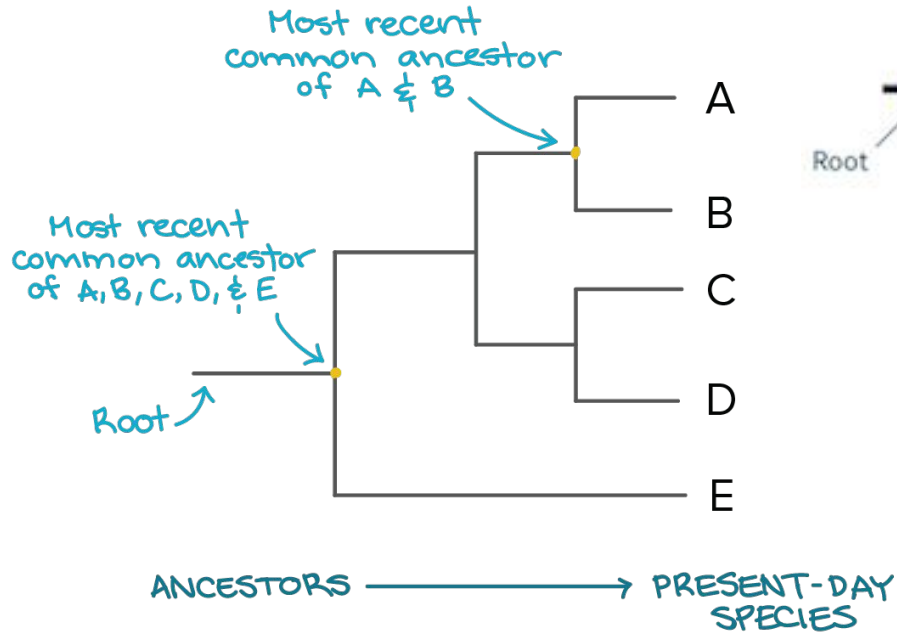 Most recent
common ancestor
of A & B
A
Root
B
Most recent
common ancestor
of A, B, C, D, & E
C
Root
D
E
ANCESTORS
PRESENT-DAY
SPECIES